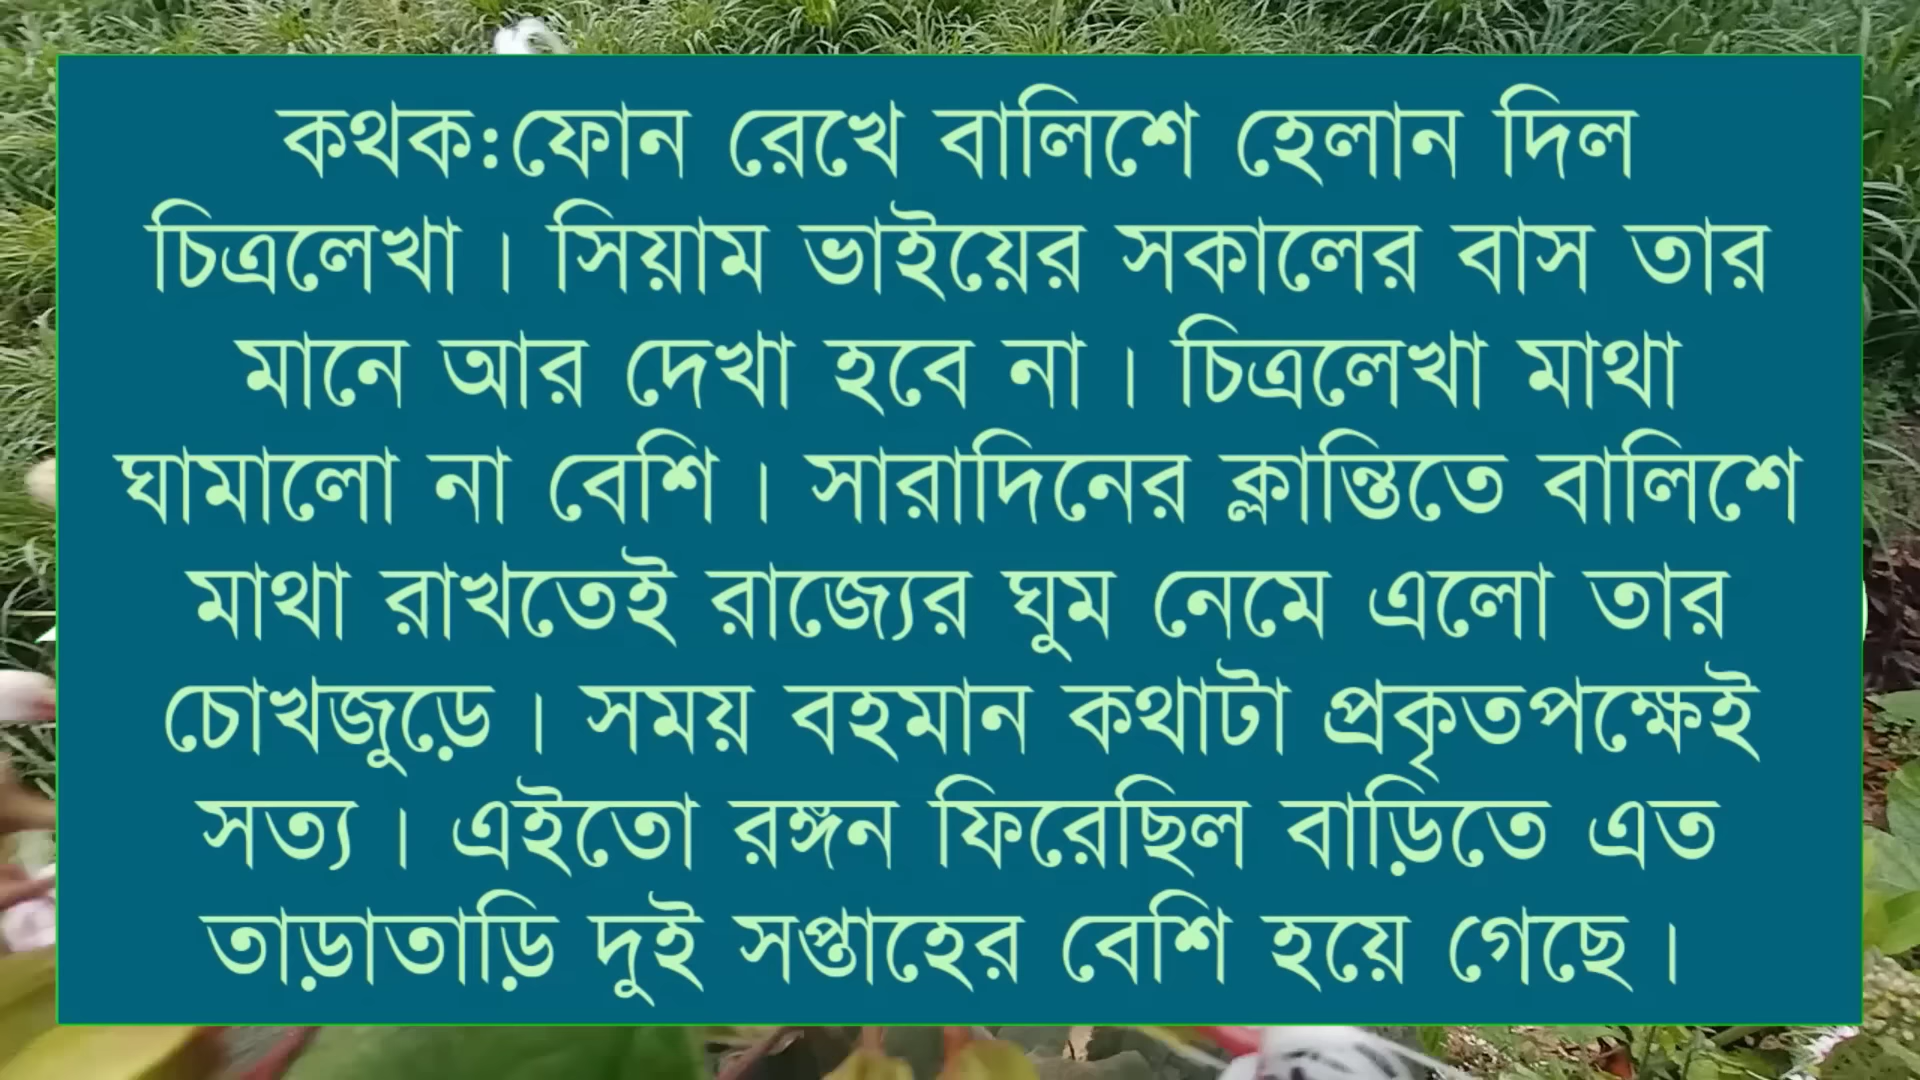 কথক:ফোন রেখে বালিশে হেলান দিল
চিত্রলেখা। সিয়াম ভাইয়ের সকালের বাস তার
মানে আর দেখা হবে না। চিত্রলেখা মাথা
ঘামালো না বেশি। সারাদিনের ক্লান্তিতে বালিশে
মাথা রাখতেই রাজ্যের ঘুম নেমে এলো তার
চোখজুড়ে। সময় বহমান কথাটা প্রকৃতপক্ষেই
সত্য। এইতো রঙ্গন ফিরেছিল বাড়িতে এত
তাড়াতাড়ি দুই সপ্তাহের বেশি হয়ে গেছে।